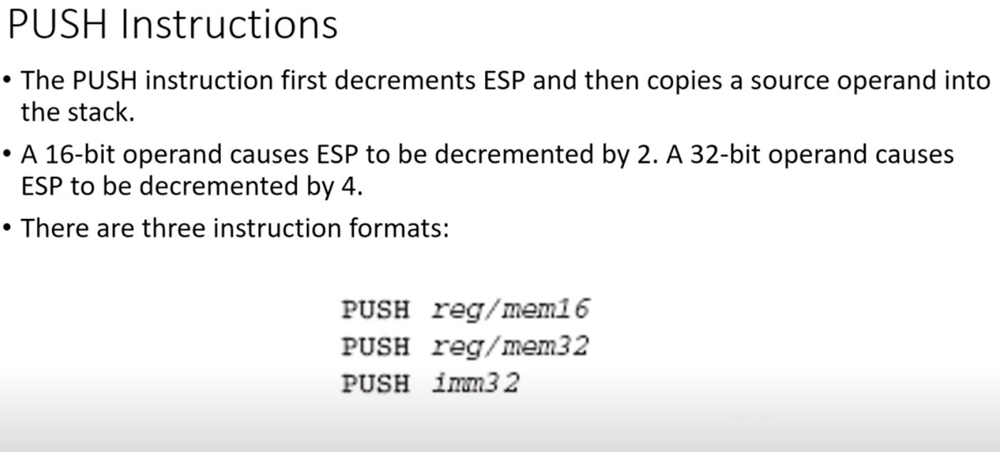 PUSH Instructions
• The PUSH instruction first decrements ESP and then copies a source operand into
the stack.
• A 16-bit operand causes ESP to be decremented by 2. A 32-bit operand causes
ESP to be decremented by 4.
• There are three instruction formats:
PUSH reg/mem16
PUSH reg/mem32
PUSH imm32